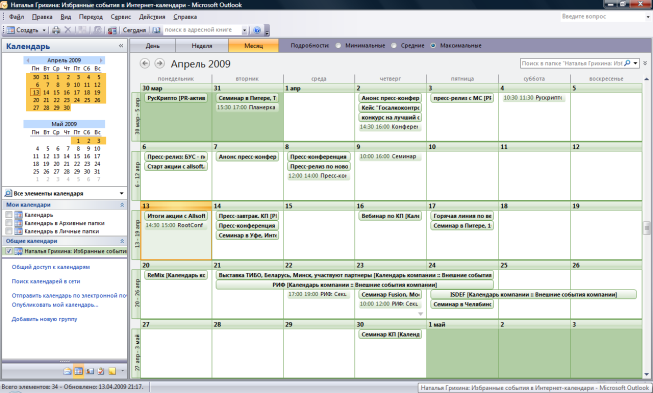 Наталья Грихина: Избранные события в Интернет-календари - Microsoft Outlook
Файл Правка Вид Переход Сервис Действия Справка
Введите вопрос
Создать Сегодня поиск в адресной книге
Календарь
День Неделя Месяц Подробности Минимальные Средние Максимальные
Апрель 2009
Пн Вт Ср Чт Пт Сб Вс
30 31 1 2 3 4 5
6 7 8 9 10 11 12
13 14 15 16 17 18 19
20 21 22 23 24 25 26
27 28 29 30
Май 2009
Пн Вт Ср Чт Пт Сб Вс
1 2 3
4 5 6 7 8 9 10
11 12 13 14 15 16 17
18 19 20 21 22 23 24
25 26 27 28 29 30 31
1 2 3 4 5 6 7
Все элементы календаря
Мои календари
Календарь
Календарь в Архивные папки
Календарь в Личные папки
Общие календари
Наталья Грихина: Избранные событи
Общий доступ к календарям
Поиск календарей в сети
Отправить календарь по электронной по
Опубликовать мой календарь...
Добавить новую группу
Апрель 2009
Поиск в папке 'Наталья Грихина: Из
понедельник вторник среда четверг пятница суббота воскресенье
30 мар - 5 апр
30 мар 31 1 апр 2 3 4 5
РусКрипто [PR-актив
Семинар в Питере, Т
15:30 17:00 Планерка
Анонс пресс-конфер
Кейс "Госалкоконтро
конкурс на лучший с
14:30 16:00 Конферен
пресс-релиз с МС [PI
10:30 11:30 Рускрипто
6 - 12 апр
6 7 8 9 10 11 12
Пресс-релиз БУС - п
Старт акции с allsoft.
Анонс пресс-конфер
Пресс-конференция
Пресс-релиз по ново
12:00 14:00 Пресс-ко
10:00 16:00 Семинар
13 - 19 апр
13 14 15 16 17 18 19
Итоги акции с Allsoft
14:30 15:00 RootConf
Пресс-завтрак. КП [PI
Пресс-конференция
Семинар в Уфе, Инте
Вебинар по КП [Кале
Горячая линия по ве
Семинар в Питере, 1
20 - 26 апр
20 21 22 23 24 25 26
ReMix [Календарь ко
Выставка ТИБО, Беларусь, Минск, участвуют партнеры [Календарь компании :: Внешние события
РИФ [Календарь компании :: Внешние события компании]
17:00 19:00 РИФ: Секц
Семинар Fusion, Мо
10:00 12:00 РИФ: Секц
ISDEF [Календарь компании :: Внешние события компании]
Семинар в Челябинс
27 апр - 3 май
27 28 29 30 1 май 2 3
Семинар КП [Календ
Всего элементов: 34 – Обновлено: 13.04.2009 21:17.
Наталья Грихина: Избранные события в Интернет-календари - Microsoft Outlook